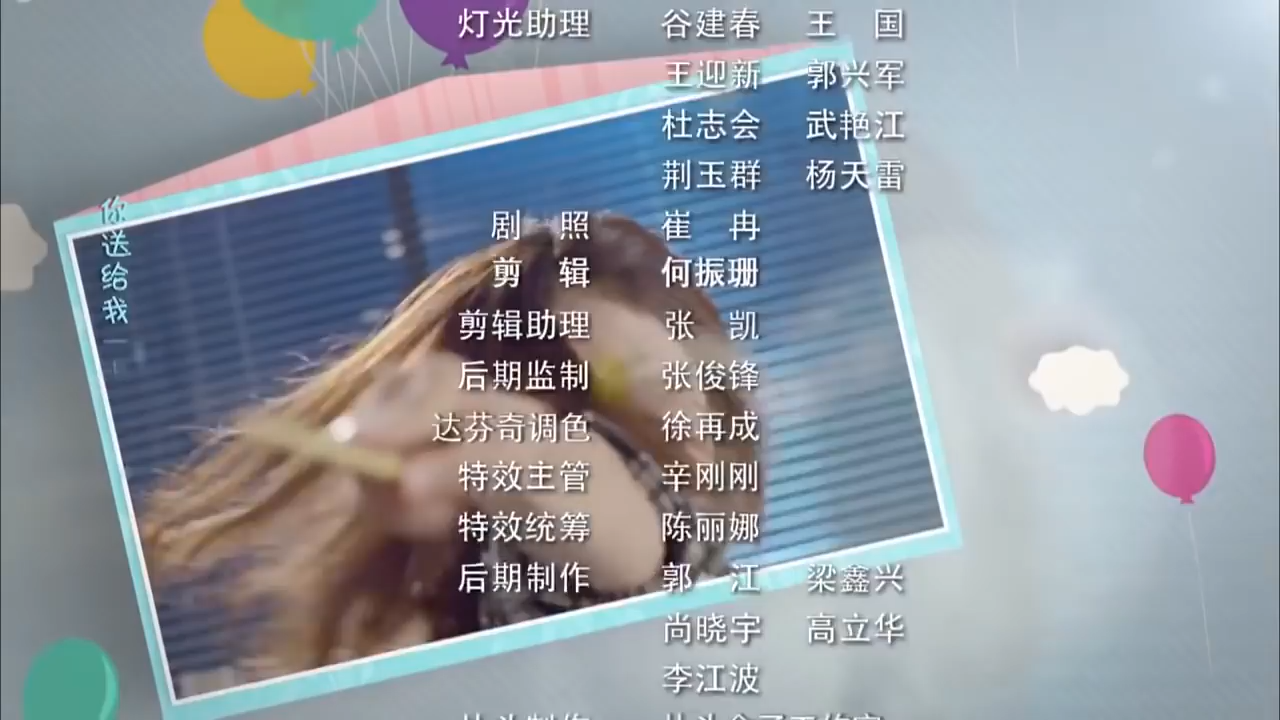 灯光助理 谷建春 王 国
王迎新 郭兴军
杜志会 武艳江
荆玉群 杨天雷
剧 照 崔 冉
剪 辑 何振珊
剪辑助理 张 凯
后期监制 张俊锋
达芬奇调色 徐再成
特效主管 辛刚刚
特效统筹 陈丽娜
后期制作 郭 江 梁鑫兴
尚晓宇 高立华
李江波
你送给我一